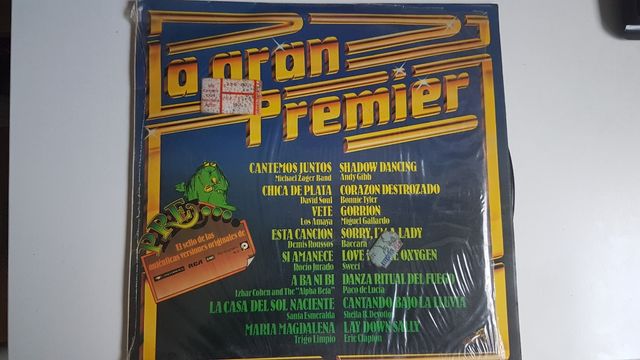 La gran
Premier
CANTEMOS JUNTOS
Michael Zager Band
CHICA DE PLATA
David Soul
VETE
Los Amaya
ESTA CANCION
Demis Roussos
SI AMANECE
Rocio Jurado
A BA NI BI
Izhar Cohen and The "Alpha Beta"
LA CASA DEL SOL NACIENTE
Santa Esmeralda
MARIA MAGDALENA
Trigo Limpio
SHADOW DANCING
Andy Gibb
CORAZON DESTROZADO
Bonnie Tyler
GORRION
Miguel Gallardo
SORRY, I'M A LADY
Baccara
LOVE IS LIKE OXYGEN
Sweet
DANZA RITUAL DEL FUEGO
Paco de Lucia
CANTANDO BAJO LA LLUVIA
Sheila B. Devotion
LAY DOWN SALLY
Eric Clapton
PRE
El sello de las
auténticas versiones originales de
RCA